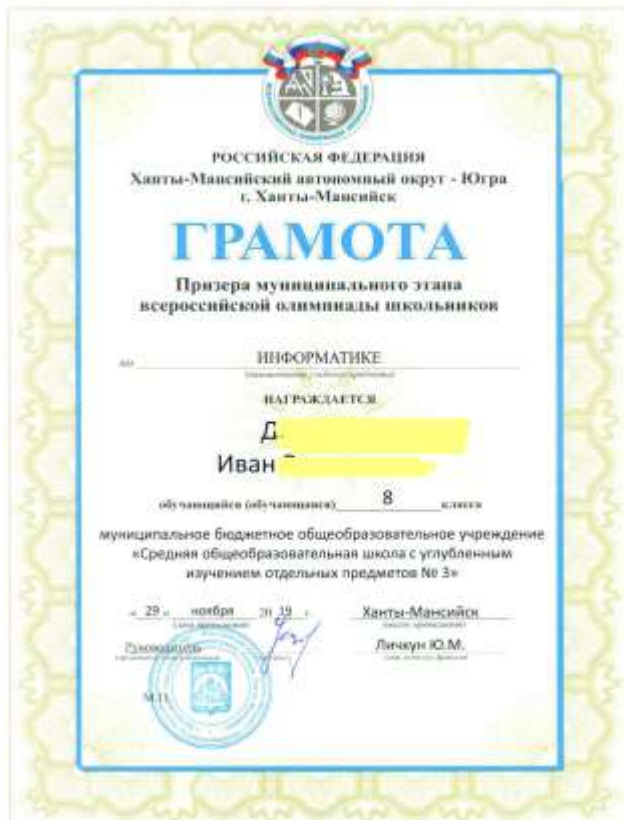 РОССИЙСКАЯ ФЕДЕРАЦИЯ
Ханты-Мансийский автономный округ - Югра
г. Ханты-Мансийск
ГРАМОТА
Призера муниципального этапа
всероссийской олимпиады школьников
по ИНФОРМАТИКЕ
НАГРАЖДАЕТСЯ
Д
Иван
обучающийся (обучающаяся) 8 класса
муниципальное бюджетное общеобразовательное учреждение
«Средняя общеобразовательная школа с углубленным
изучением отдельных предметов № 3»
« 29 » ноября 20 19 г. Ханты-Мансийск
Руководитель Личкун Ю.М.
М.П.